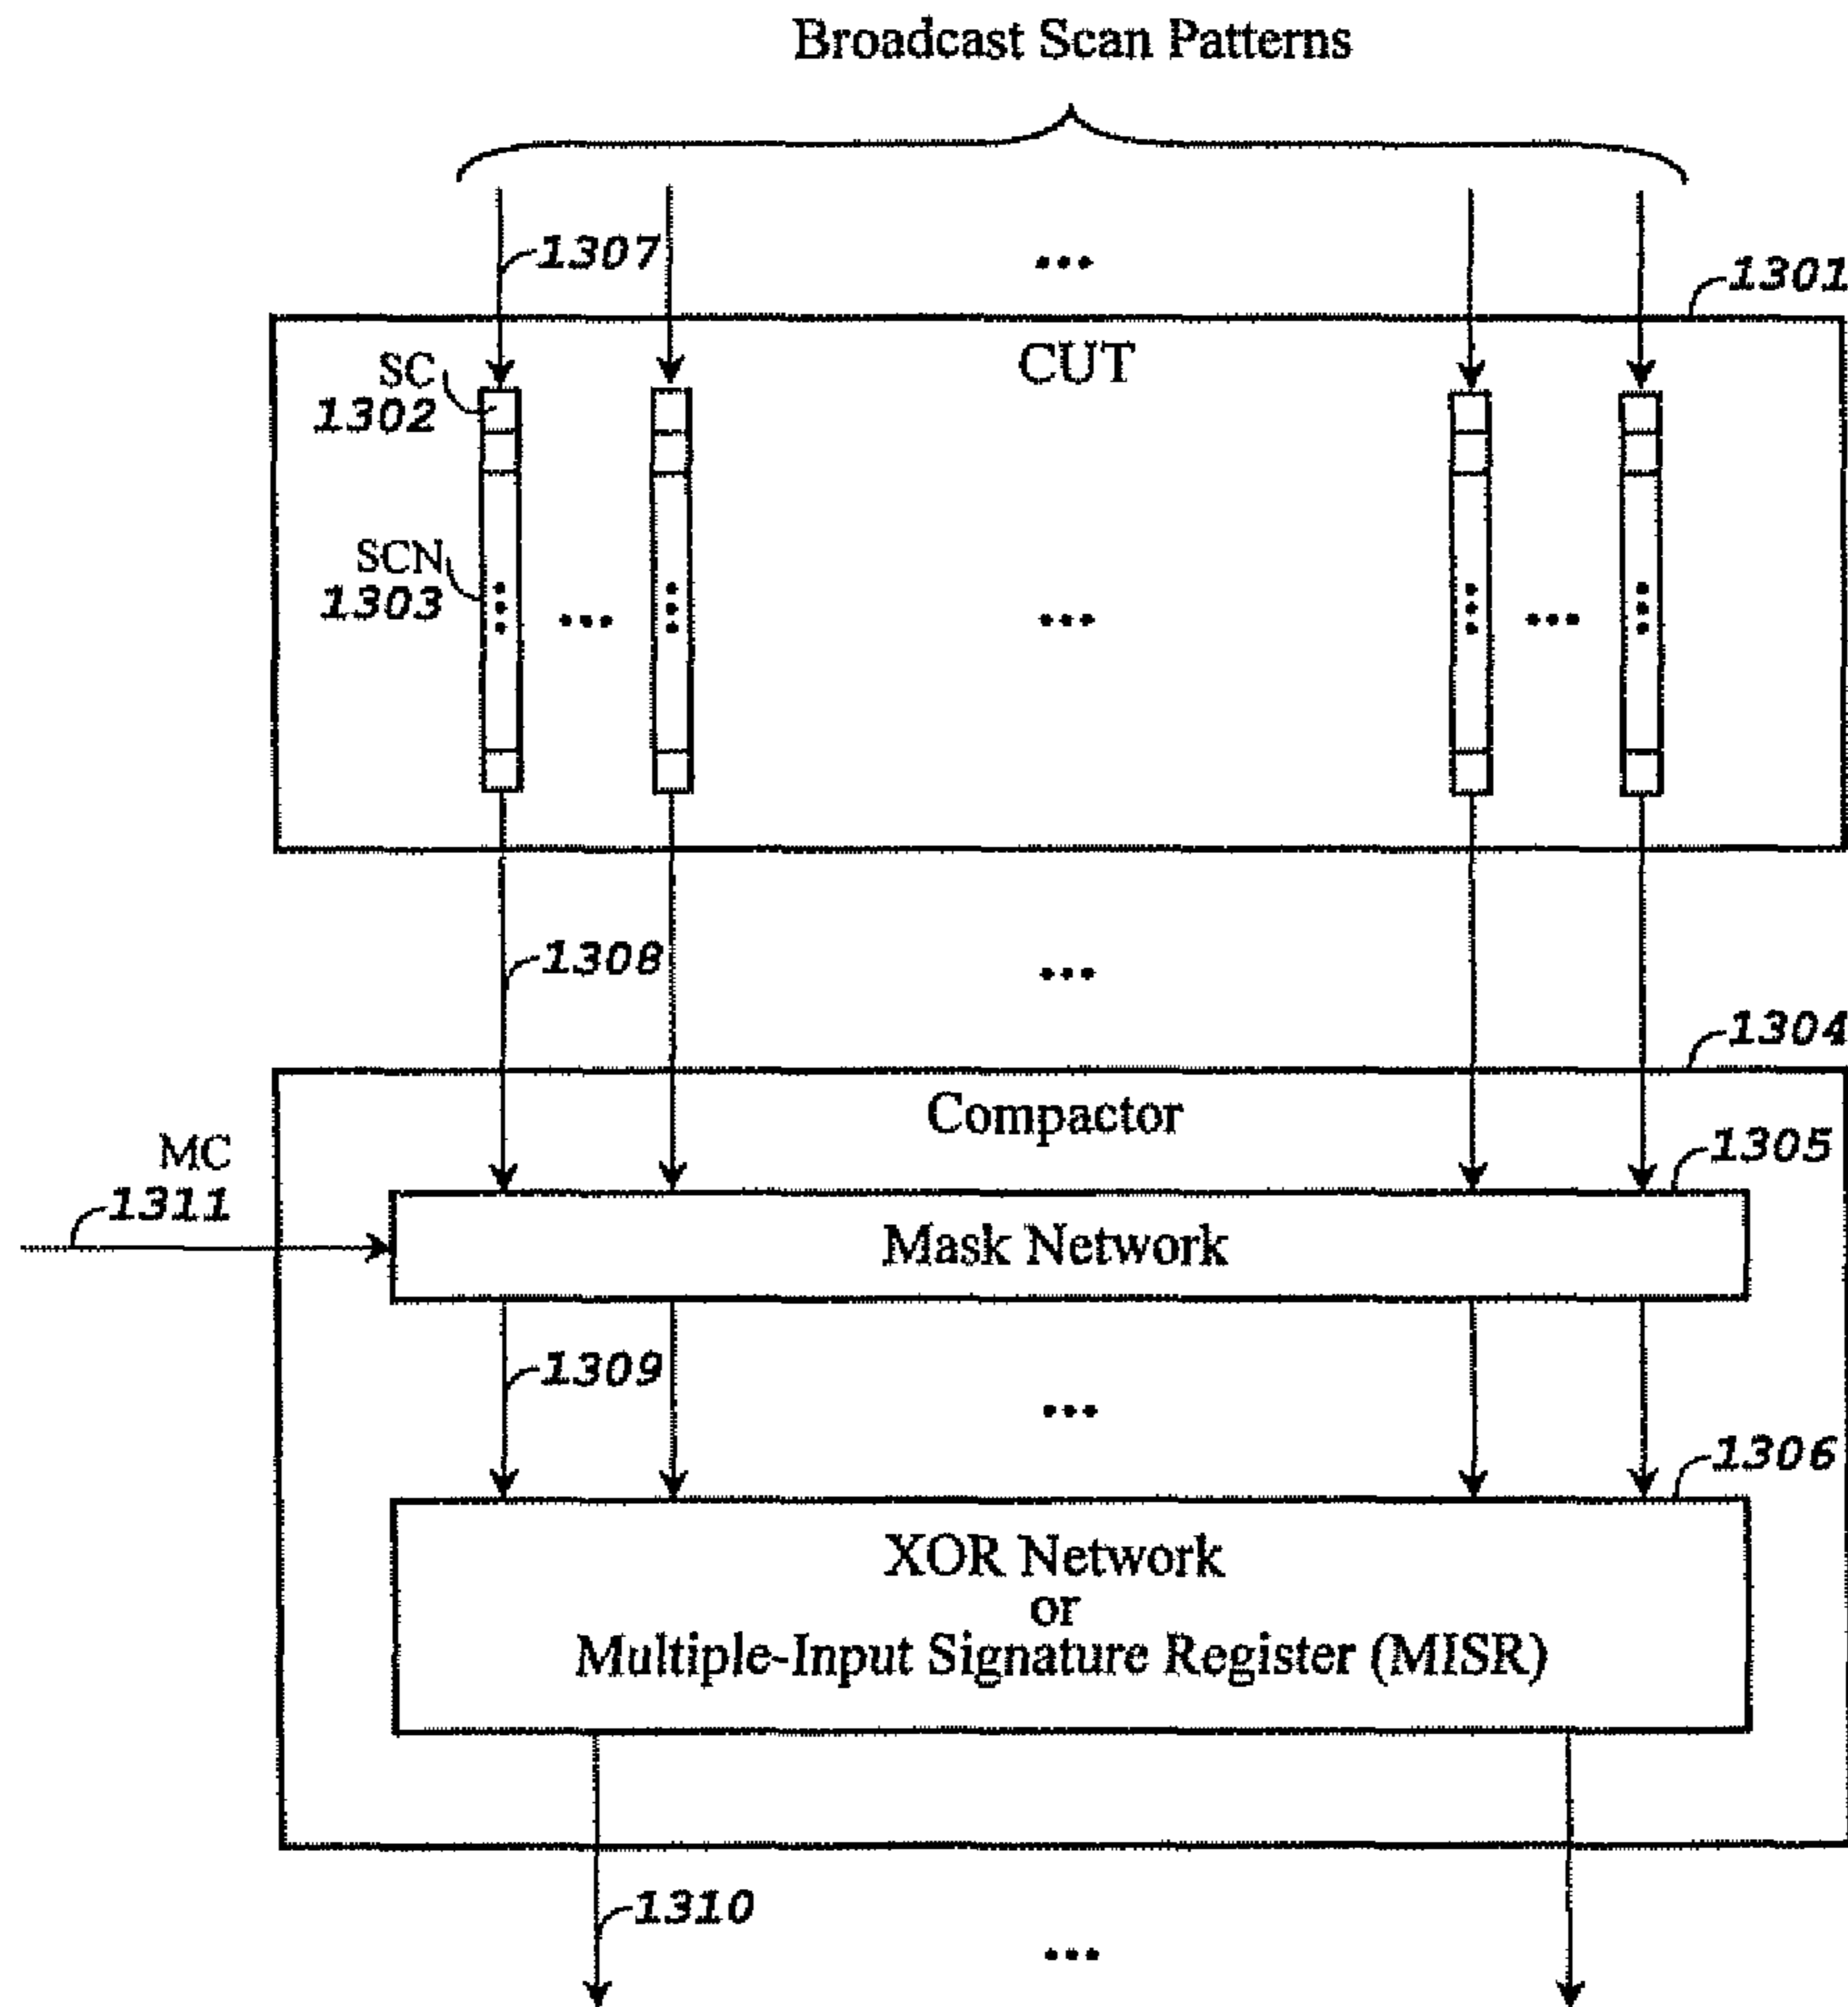 Broadcast Scan Patterns
1307
1301
CUT
SC
1302
SCN
1303
1308
1304
Compactor
MC
1311
1305
Mask Network
1309
1306
XOR Network
or
Multiple-Input Signature Register (MISR)
1310